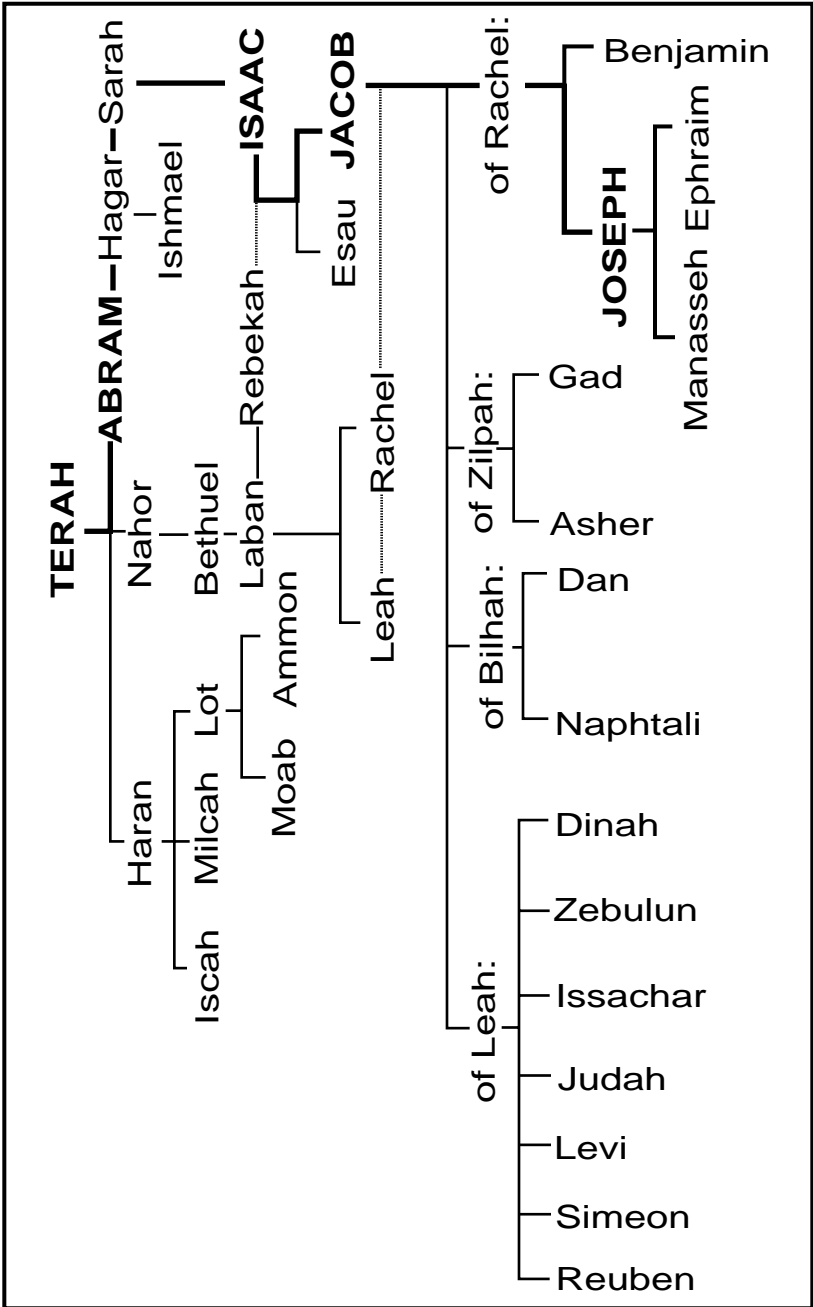 TERAH
Haran Nahor ABRAM Hagar Sarah
Iscah Milcah Lot Bethuel Ishmael
Moab Ammon Laban Rebekah ISAAC
Esau JACOB
Leah Rachel
of Leah: of Bilhah: of Zilpah: of Rachel:
Reuben
Simeon
Levi
Judah
Issachar
Zebulun
Dinah
Naphtali
Dan
Asher
Gad
JOSEPH
Benjamin
Manasseh Ephraim